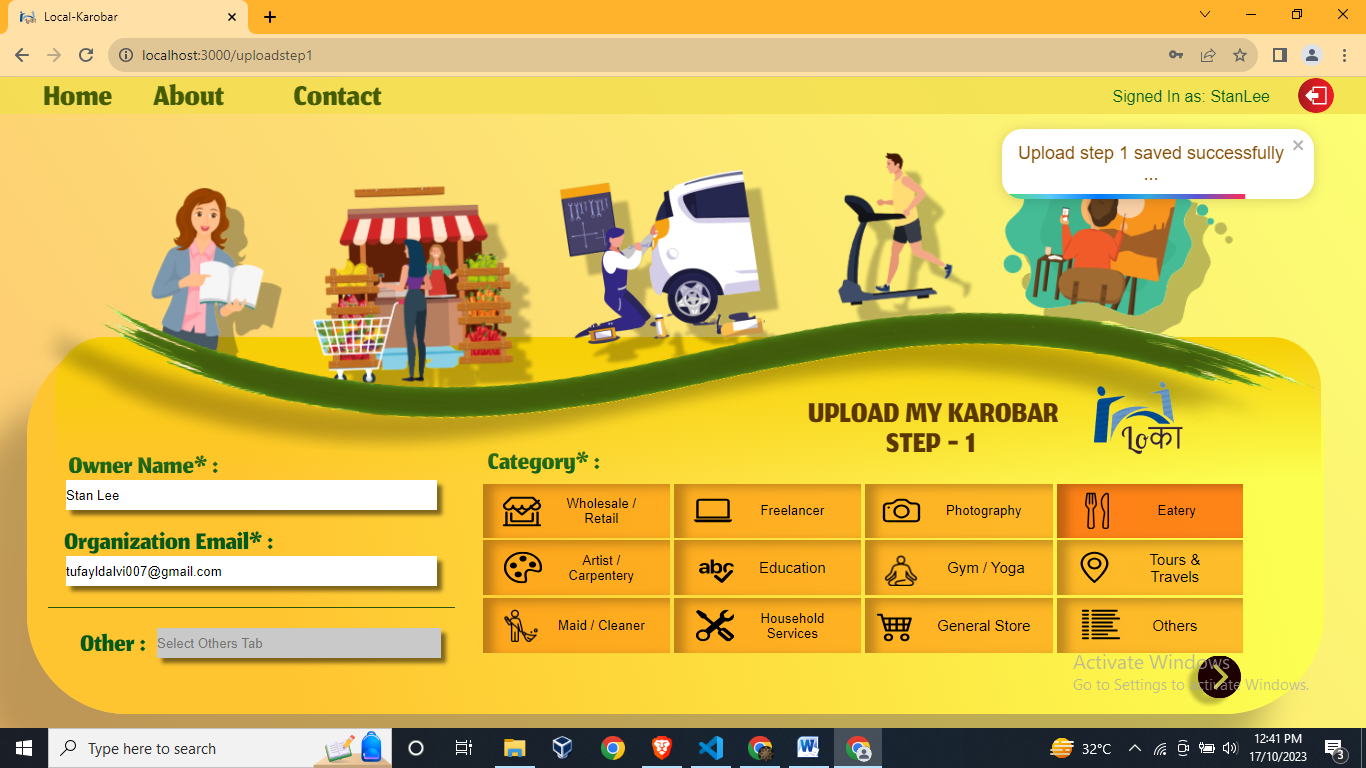 Local-Karobar
localhost:3000/uploadstep1
Home About Contact
Signed In as: StanLee
Upload step 1 saved successfully
...
UPLOAD MY KAROBAR
STEP - 1
Loका
Owner Name* :
Stan Lee
Organization Email* :
tufayldalvi007@gmail.com
Other :
Select Others Tab
Category* :
Wholesale /
Retail
Freelancer
Photography
Eatery
Artist /
Carpentery
abc
Education
Gym / Yoga
Tours &
Travels
Maid / Cleaner
Household
Services
General Store
Others
Activate Windows
Go to Settings to activate Windows.
Type here to search
32°C
12:41 PM
17/10/2023
3